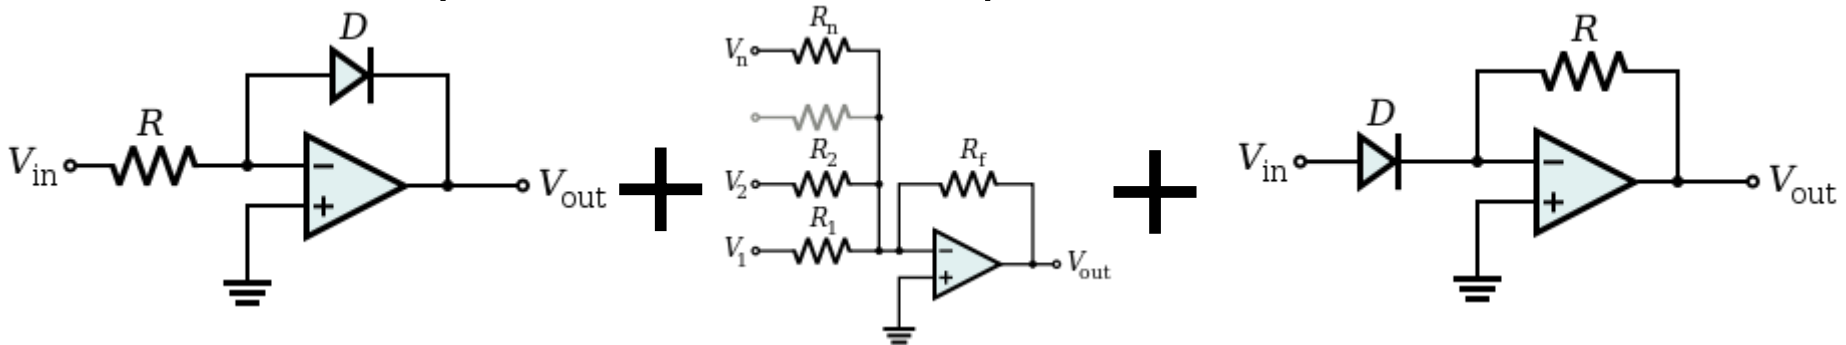 D
R
Vin
−
+
Vout
+
Rn
Vn
R2
V2
R1
V1
Rf
−
+
Vout
+
R
D
Vin
−
+
Vout